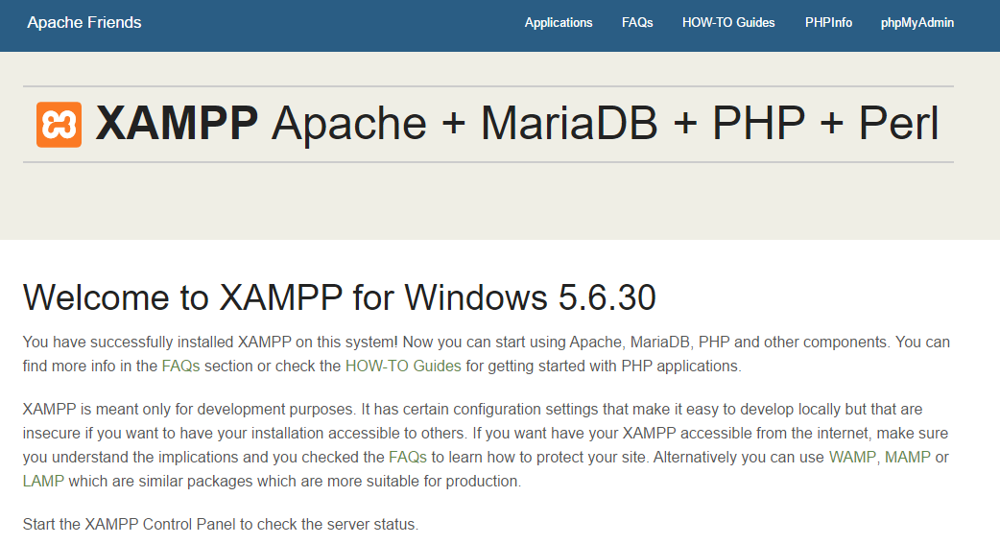 Apache Friends
Applications FAQs HOW-TO Guides PHPInfo phpMyAdmin
XAMPP Apache + MariaDB + PHP + Perl
Welcome to XAMPP for Windows 5.6.30
You have successfully installed XAMPP on this system! Now you can start using Apache, MariaDB, PHP and other components. You can
find more info in the FAQs section or check the HOW-TO Guides for getting started with PHP applications.
XAMPP is meant only for development purposes. It has certain configuration settings that make it easy to develop locally but that are
insecure if you want to have your installation accessible to others. If you want have your XAMPP accessible from the internet, make sure
you understand the implications and you checked the FAQs to learn how to protect your site. Alternatively you can use WAMP, MAMP or
LAMP which are similar packages which are more suitable for production.
Start the XAMPP Control Panel to check the server status.